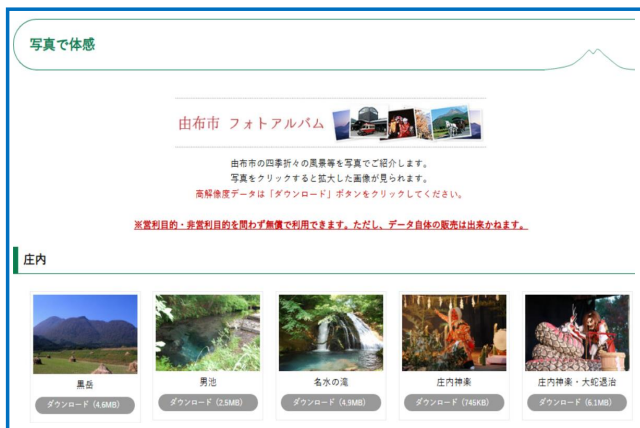 写真で体感
由布市 フォトアルバム
由布市の四季折々の風景等を写真でご紹介します。
写真をクリックすると拡大した画像が見られます。
高解像度データは「ダウンロード」ボタンをクリックしてください。
※営利目的・非営利目的を問わず無償で利用できます。ただし、データ自体の販売は出来かねます。
庄内
黒岳
ダウンロード（4.6MB）
男池
ダウンロード（2.5MB）
名水の滝
ダウンロード（4.9MB）
庄内神楽
ダウンロード（745KB）
庄内神楽・大蛇退治
ダウンロード（6.1MB）